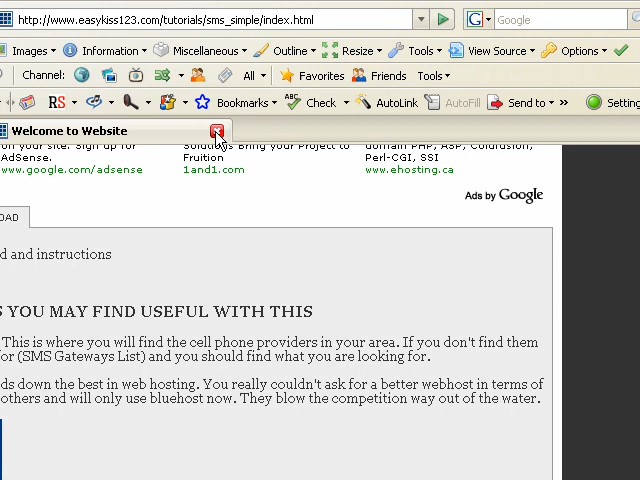 http://www.easykiss123.com/tutorials/sms_simple/index.html
Google
Images Information Miscellaneous Outline Resize Tools View Source Options
Channel: All Favorites Friends Tools
RS Bookmarks ABC Check AutoLink AutoFill Send to Setting
Welcome to Website
on your site. Sign up for
AdSense.
www.google.com/adsense
Solutions Bring your Project to
Fruition
1and1.com
domain PHP, ASP, Coldfusion,
Perl-CGI, SSI
www.ehosting.ca
Ads by Google
OAD
d and instructions
S YOU MAY FIND USEFUL WITH THIS
This is where you will find the cell phone providers in your area. If you don't find them
or (SMS Gateways List) and you should find what you are looking for.
ds down the best in web hosting. You really couldn't ask for a better webhost in terms of
others and will only use bluehost now. They blow the competition way out of the water.